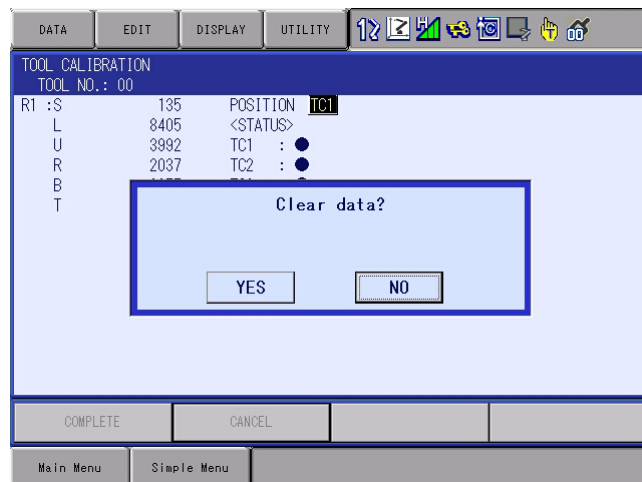 DATA EDIT DISPLAY UTILITY
TOOL CALIBRATION
TOOL NO.: 00
R1 :S 135 POSITION TC1
L 8405 <STATUS>
U 3992 TC1 : ●
R 2037 TC2 : ●
B
T
Clear data?
YES NO
COMPLETE CANCEL
Main Menu Simple Menu